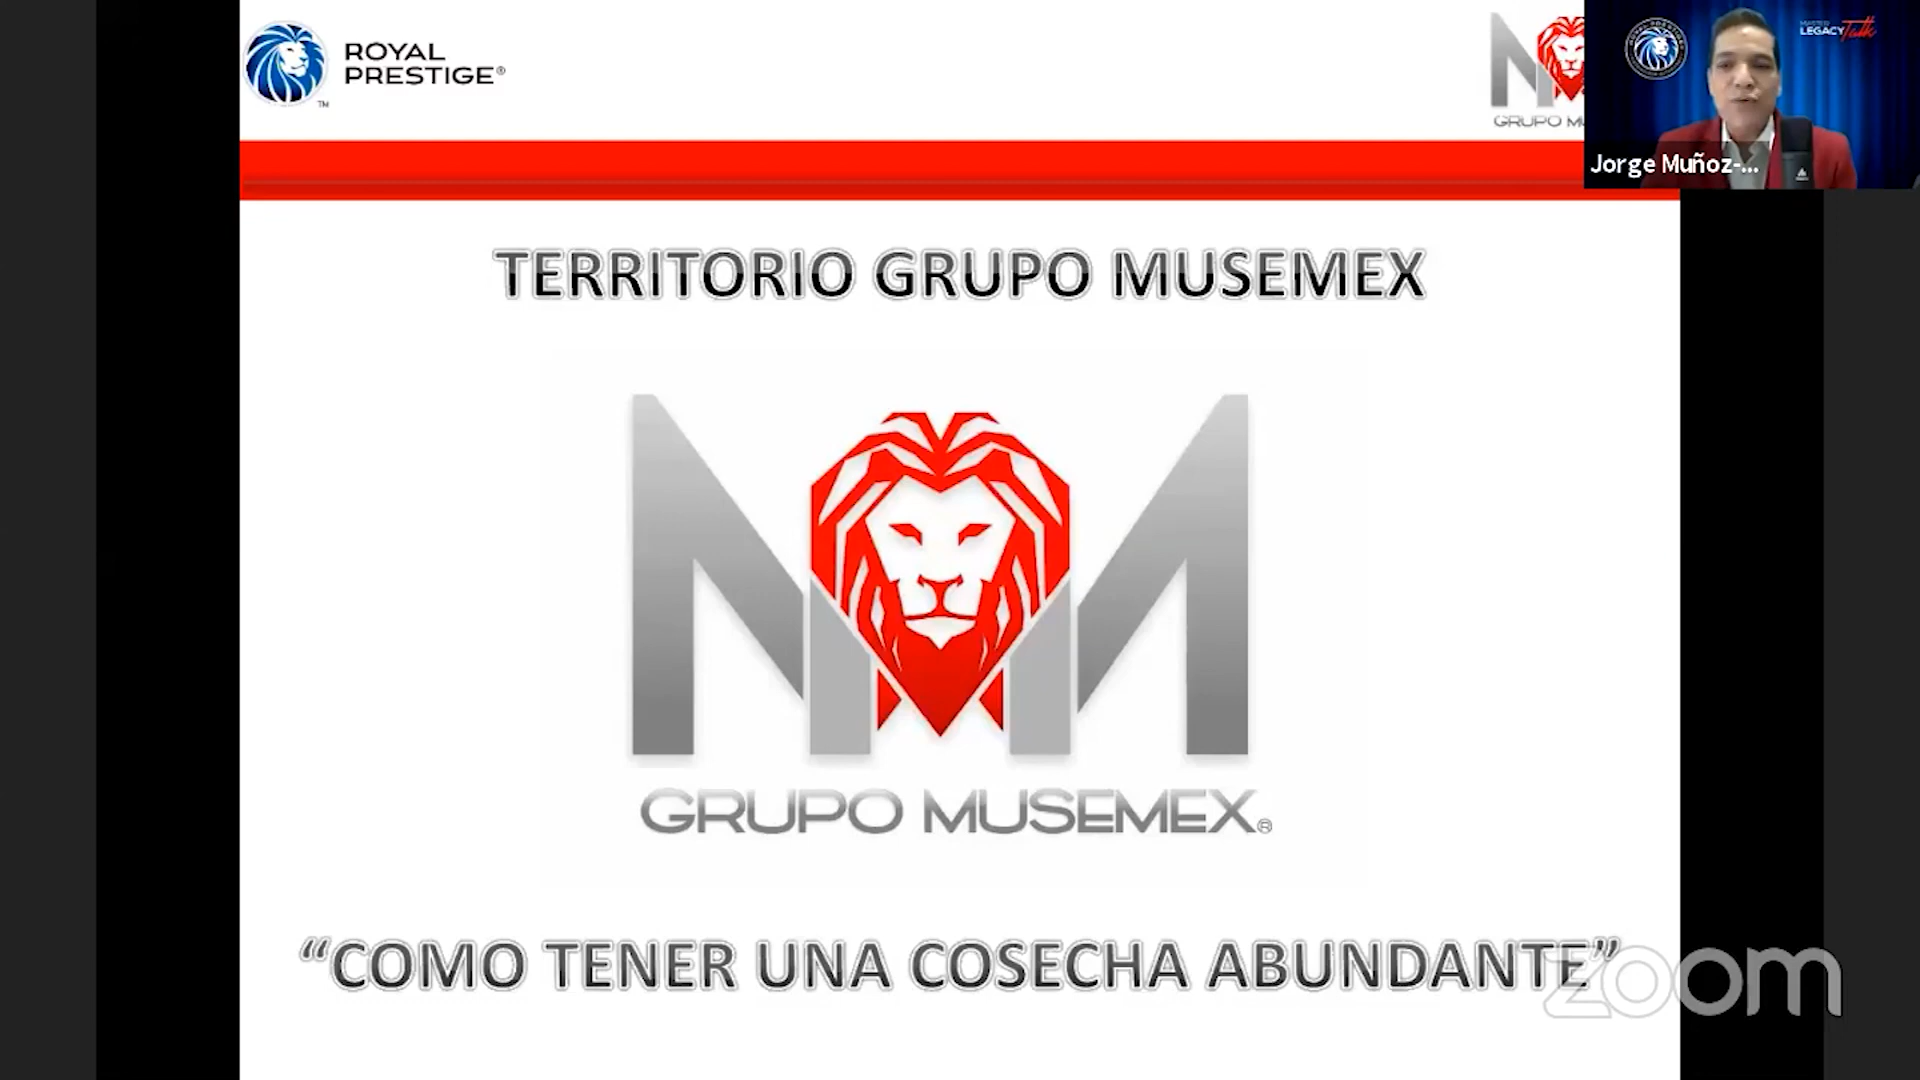 ROYAL
PRESTIGE®
TM
GRUPO
LEGACY Talk
Jorge Muñoz-...
TERRITORIO GRUPO MUSEMEX
GRUPO MUSEMEX®
“COMO TENER UNA COSECHA ABUNDANTE”
zoom